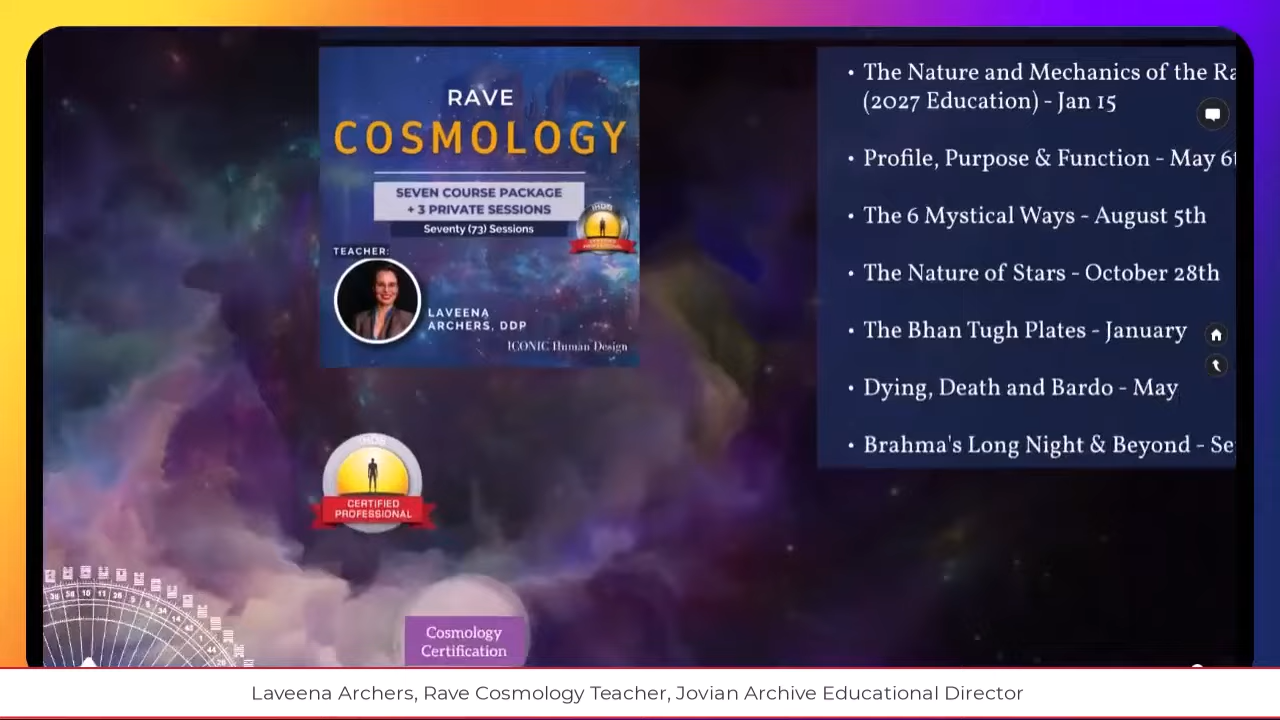 RAVE
COSMOLOGY
SEVEN COURSE PACKAGE
+ 3 PRIVATE SESSIONS
Seventy (73) Sessions
IHDS
TEACHER:
LAVEENA
ARCHERS, DDP
ICONIC Human Design
• The Nature and Mechanics of the Ra
(2027 Education) - Jan 15
• Profile, Purpose & Function - May 6t
• The 6 Mystical Ways - August 5th
• The Nature of Stars - October 28th
• The Bhan Tugh Plates - January
• Dying, Death and Bardo - May
• Brahma's Long Night & Beyond - Se
IHDS
CERTIFIED
PROFESSIONAL
Cosmology
Certification
Laveena Archers, Rave Cosmology Teacher, Jovian Archive Educational Director